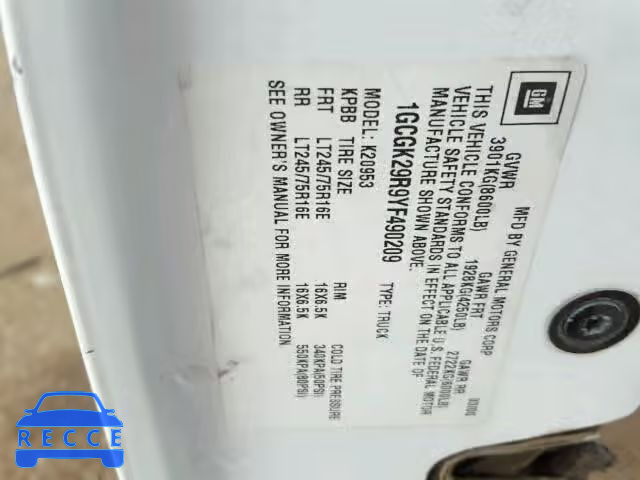 GM
MFD BY GENERAL MOTORS CORP
GVWR GAWR FRT GAWR RR
3901KG(8600LB) 1928KG(4250LB) 2722KG(6000LB)
THIS VEHICLE CONFORMS TO ALL APPLICABLE U.S. FEDERAL MOTOR
VEHICLE SAFETY STANDARDS IN EFFECT ON THE DATE OF
MANUFACTURE SHOWN ABOVE.
1GCGK29R9YF490209 TYPE: TRUCK
MODEL: K20953
KPBB TIRE SIZE RIM COLD TIRE PRESSURE
FRT LT245/75R16E 16X6.5K 340KPA(50PSI)
RR LT245/75R16E 16X6.5K 550KPA(80PSI)
SEE OWNER'S MANUAL FOR MORE INFORMATION
RECCE